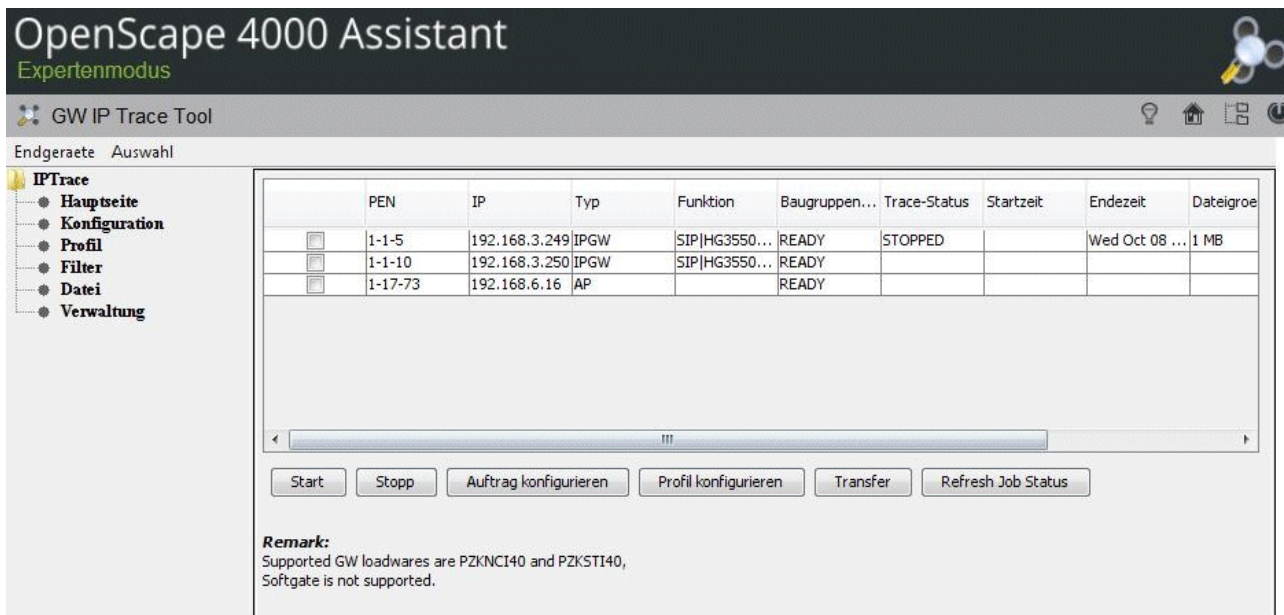 OpenScape 4000 Assistant
Expertenmodus
GW IP Trace Tool
Endgeraete Auswahl
IPTrace
Hauptseite
Konfiguration
Profil
Filter
Datei
Verwaltung
PEN IP Typ Funktion Baugruppen... Trace-Status Startzeit Endezeit Dateigroe
1-1-5 192.168.3.249 IPGW SIP|HG3550... READY STOPPED Wed Oct 08 ... 1 MB
1-1-10 192.168.3.250 IPGW SIP|HG3550... READY
1-17-73 192.168.6.16 AP READY
Start Stopp Auftrag konfigurieren Profil konfigurieren Transfer Refresh Job Status
Remark:
Supported GW loadwares are PZKNCI40 and PZKSTI40,
Softgate is not supported.